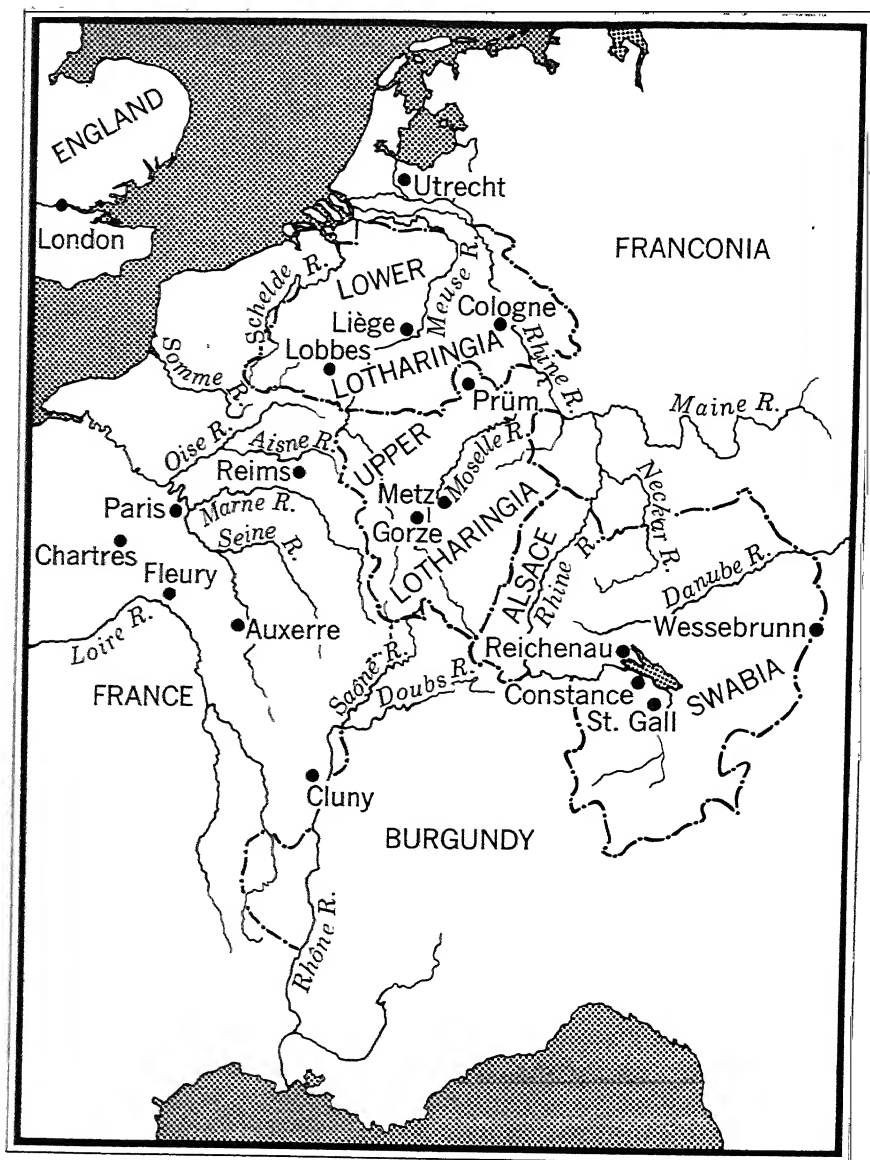 ENGLAND
London
Utrecht
FRANCONIA
Schelde R.
LOWER
Meuse R.
Cologne
Liège
Lobbes
LOTHARINGIA
Rhine R.
Somme R.
Prüm
Maine R.
Oise R.
Aisne R.
UPPER
Moselle R.
Reims
Metz
Neckar R.
Paris
Marne R.
Gorze
LOTHARINGIA
Seine R.
Chartres
ALSACE
Rhine R.
Danube R.
Fleury
Auxerre
Wessebrunn
Loire R.
Reichenau
Saône R.
Doubs R.
Constance
SWABIA
FRANCE
St. Gall
Cluny
BURGUNDY
Rhône R.